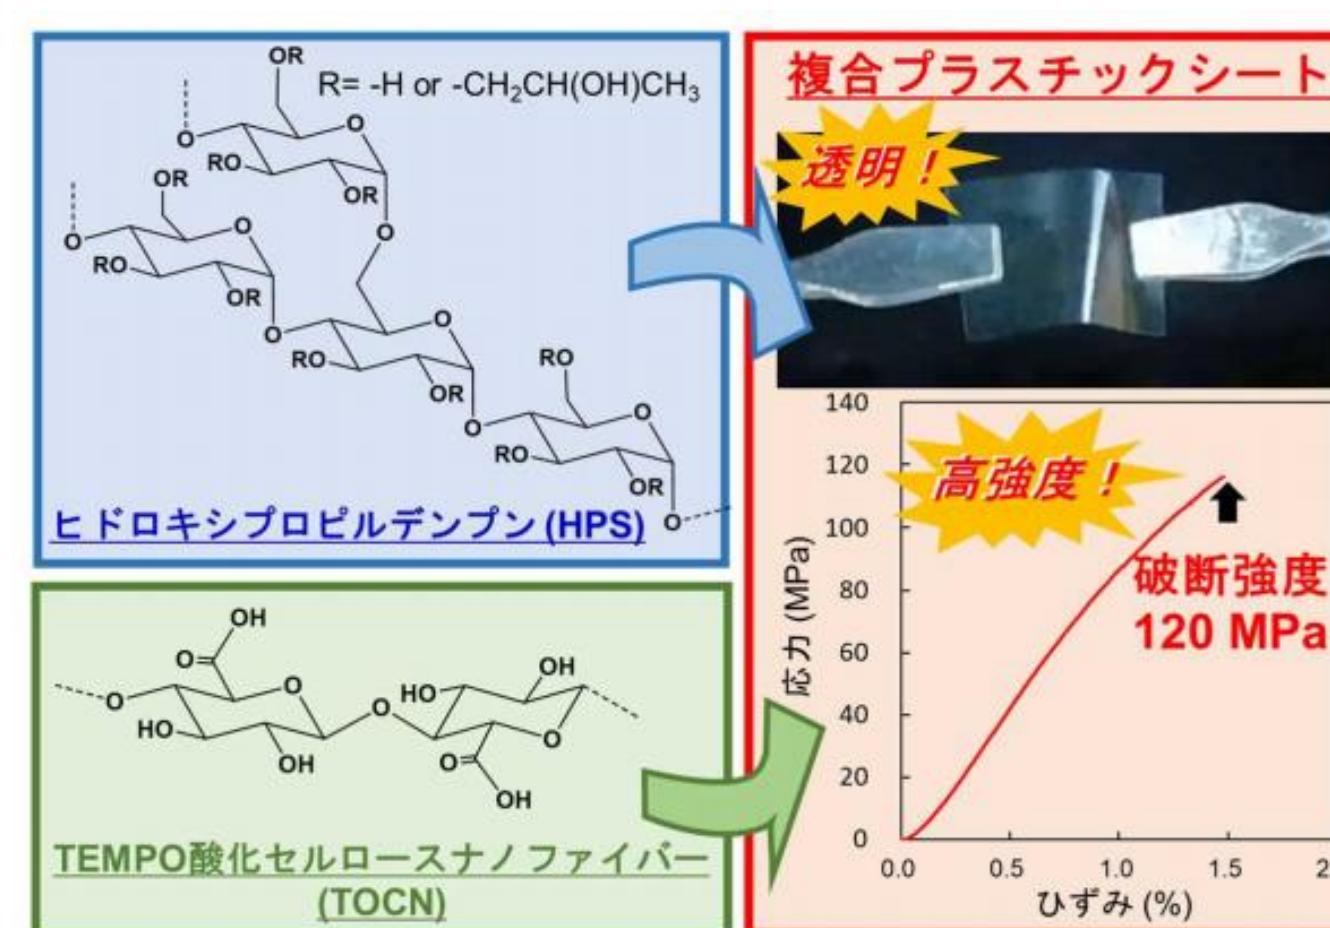 OR
R= -H or -CH₂CH(OH)CH₃
O
O
RO
OR
OR
O
O
O
RO
OR
O
O
RO
OR
RO
O
O
RO
OR
O
ヒドロキシプロピルデンプン(HPS)
OH
O
O
O
HO
OH
O
HO
OH
O
O
OH
TEMPO酸化セルロースナノファイバー
(TOCN)
複合プラスチックシート
透明！
高強度！
破断強度
120 MPa
応力 (MPa)
140
120
100
80
60
40
20
0
0.0 0.5 1.0 1.5 2
ひずみ (%)